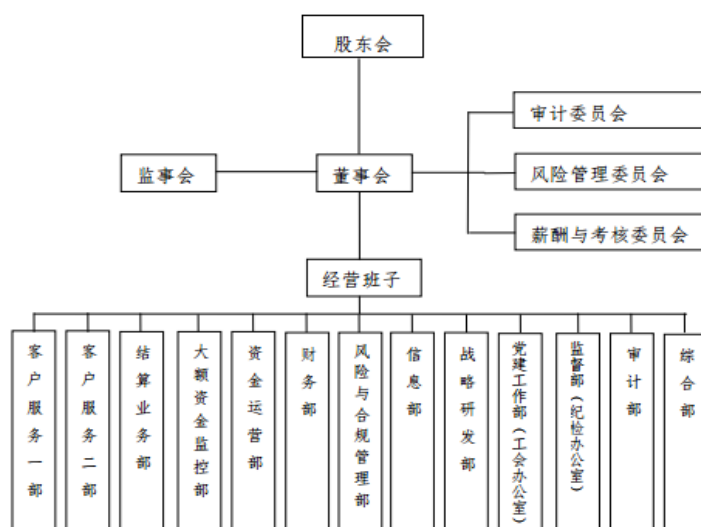 股东会
审计委员会
监事会
董事会
风险管理委员会
薪酬与考核委员会
经营班子
客户服务一部
客户服务二部
结算业务部
大额资金监控部
资金运营部
财务部
风险与合规管理部
信息部
战略研发部
党建工作部(工会办公室)
监督部(纪检办公室)
审计部
综合部